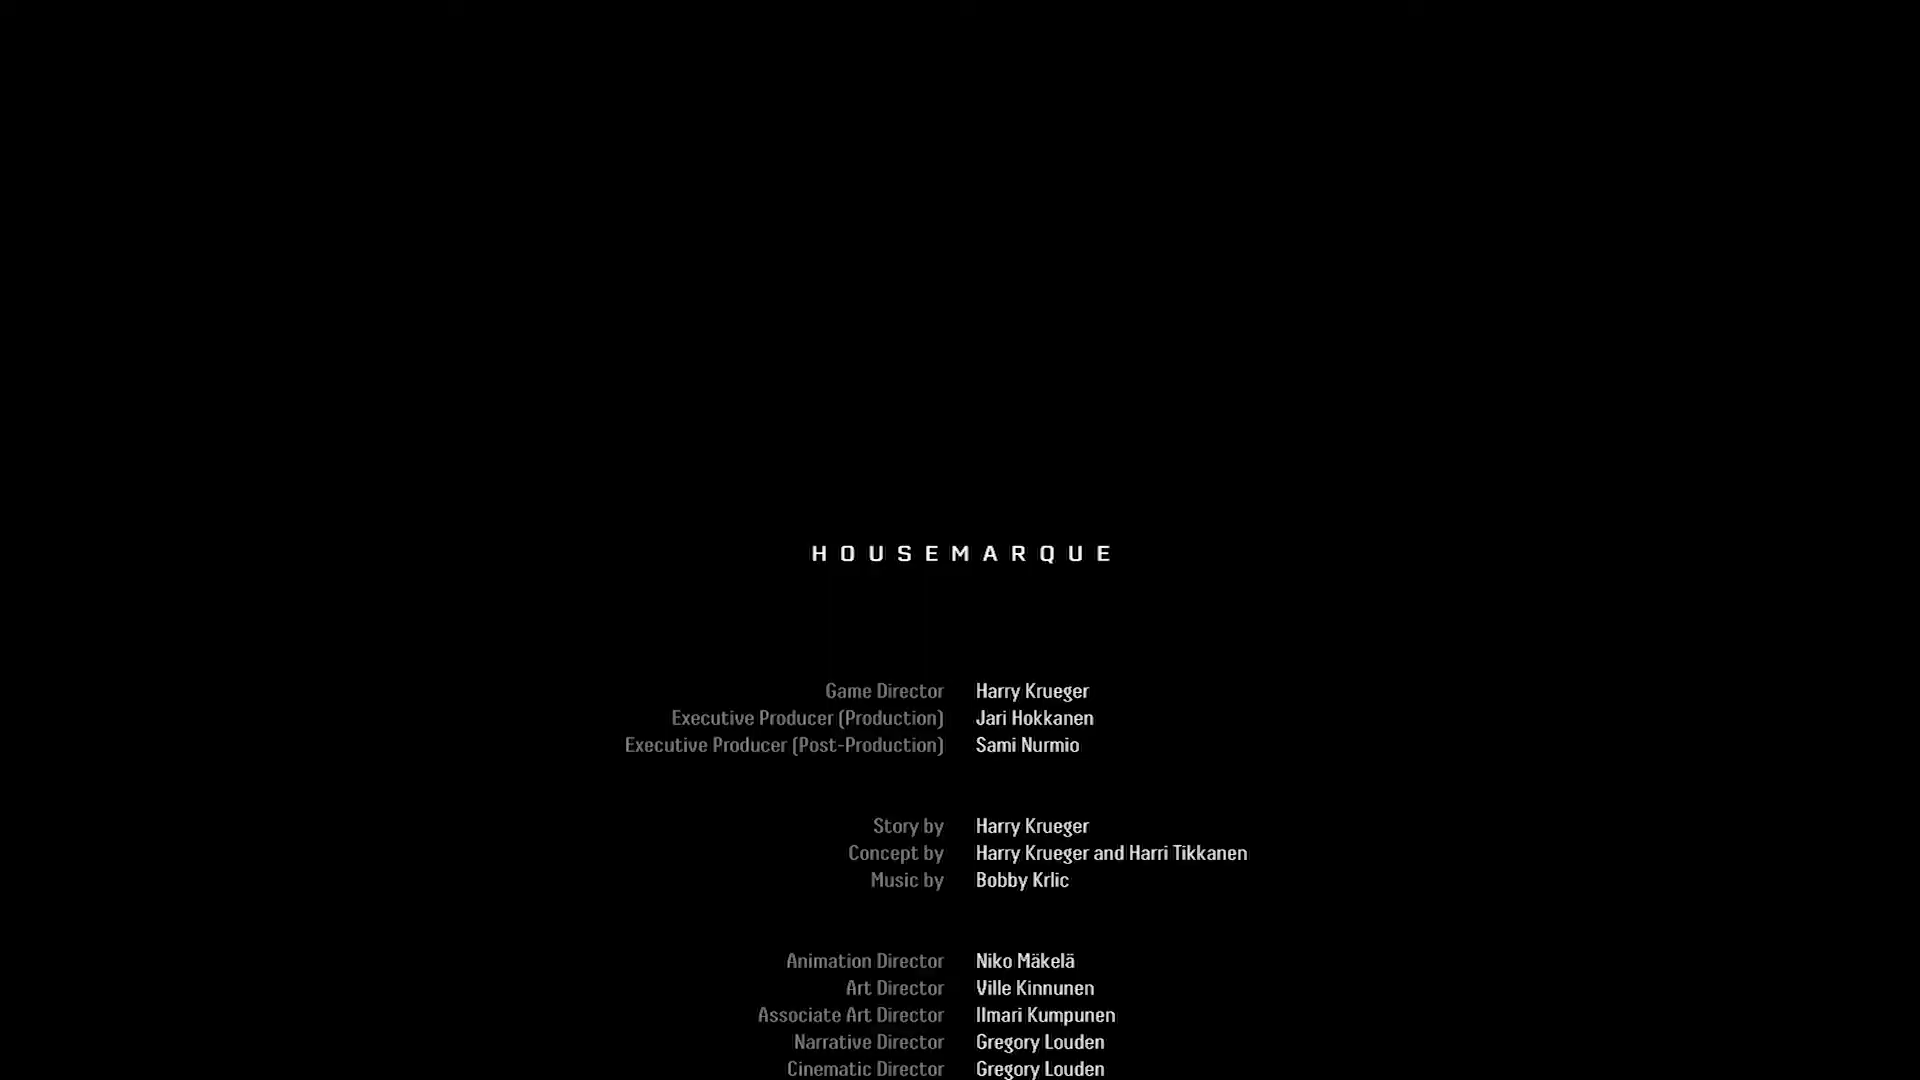 HOUSEMARQUE
Game Director Harry Krueger
Executive Producer (Production) Jari Hokkanen
Executive Producer (Post-Production) Sami Nurmio
Story by Harry Krueger
Concept by Harry Krueger and Harri Tikkanen
Music by Bobby Krlic
Animation Director Niko Mäkelä
Art Director Ville Kinnunen
Associate Art Director Ilmari Kumpunen
Narrative Director Gregory Louden
Cinematic Director Gregory Louden